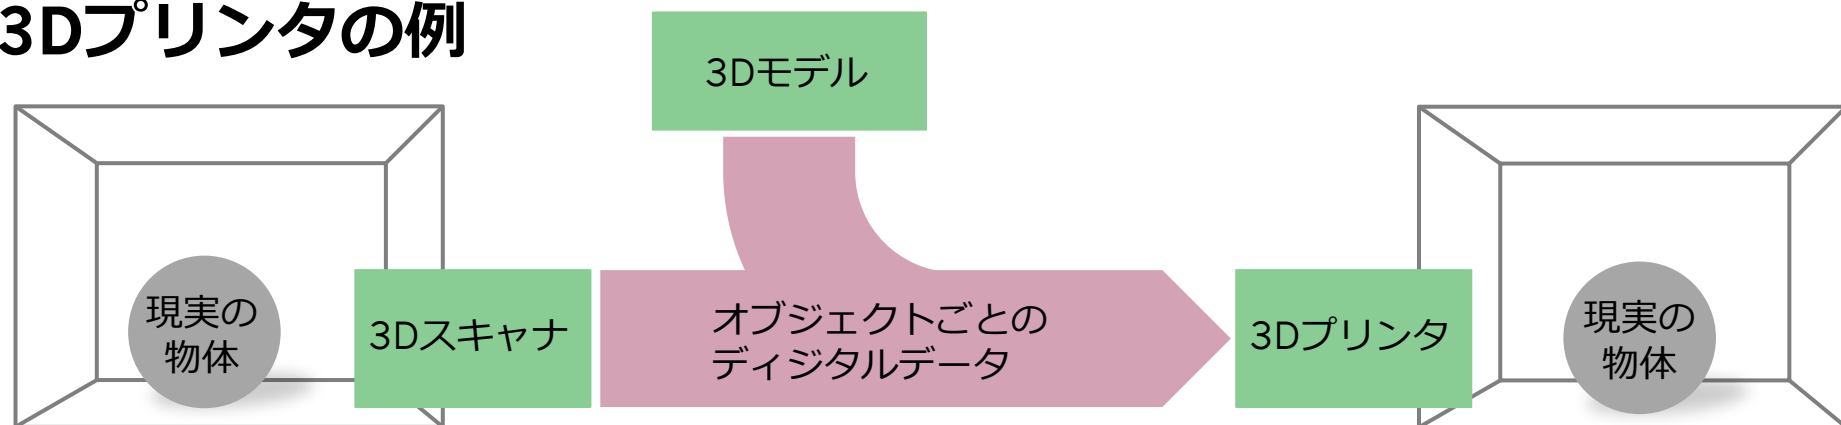 3Dプリンタの例
3Dモデル
現実の
物体
3Dスキャナ
オブジェクトごとの
ディジタルデータ
3Dプリンタ
現実の
物体